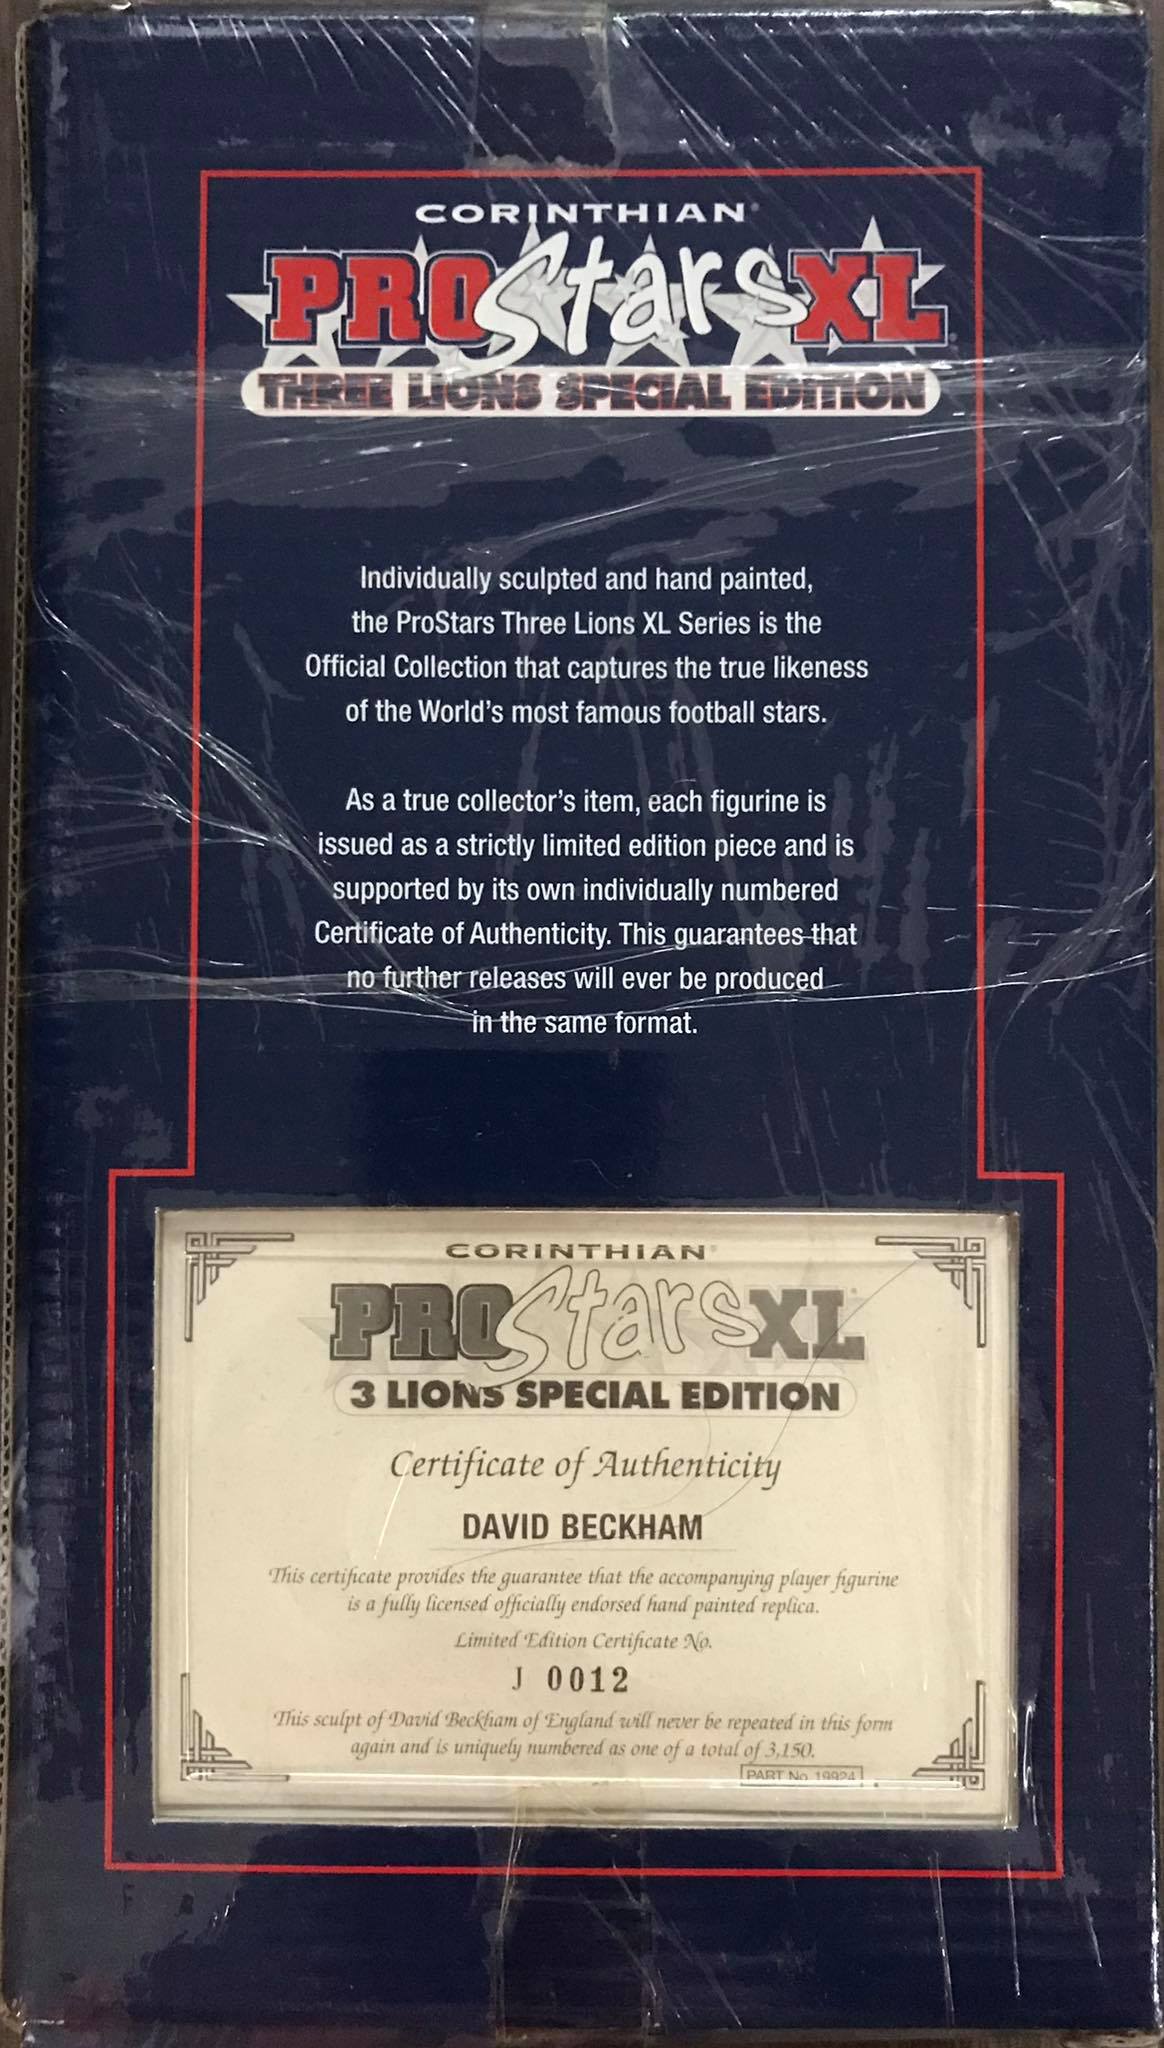 CORINTHIAN
PROStarsXL
THREE LIONS SPECIAL EDITION
Individually sculpted and hand painted,
the ProStars Three Lions XL Series is the
Official Collection that captures the true likeness
of the World's most famous football stars.
As a true collector's item, each figurine is
issued as a strictly limited edition piece and is
supported by its own individually numbered
Certificate of Authenticity. This guarantees that
no further releases will ever be produced
in the same format.
CORINTHIAN
PROStarsXL
3 LIONS SPECIAL EDITION
Certificate of Authenticity
DAVID BECKHAM
This certificate provides the guarantee that the accompanying player figurine
is a fully licensed officially endorsed hand painted replica.
Limited Edition Certificate No.
J 0012
This sculpt of David Beckham of England will never be repeated in this form
again and is uniquely numbered as one of a total of 3,150.
PART No. 19924